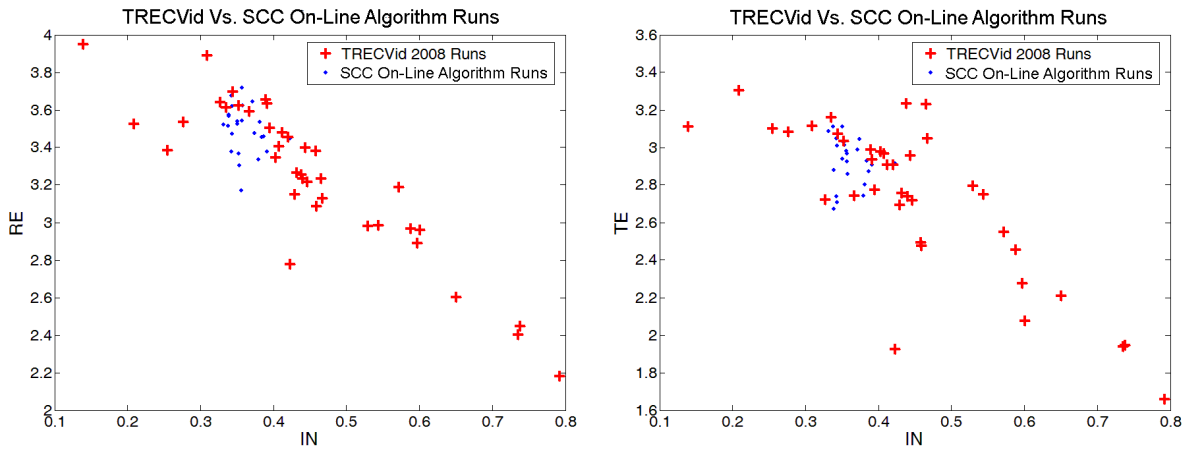 TRECVid Vs. SCC On-Line Algorithm Runs
4
3.8
3.6
3.4
3.2
3
2.8
2.6
2.4
2.2
2
RE
TRECVid 2008 Runs
SCC On-Line Algorithm Runs
0.1 0.2 0.3 0.4 0.5 0.6 0.7 0.8
IN
TRECVid Vs. SCC On-Line Algorithm Runs
3.6
3.4
3.2
3
2.8
2.6
2.4
2.2
2
1.8
1.6
TE
TRECVid 2008 Runs
SCC On-Line Algorithm Runs
0.1 0.2 0.3 0.4 0.5 0.6 0.7 0.8
IN